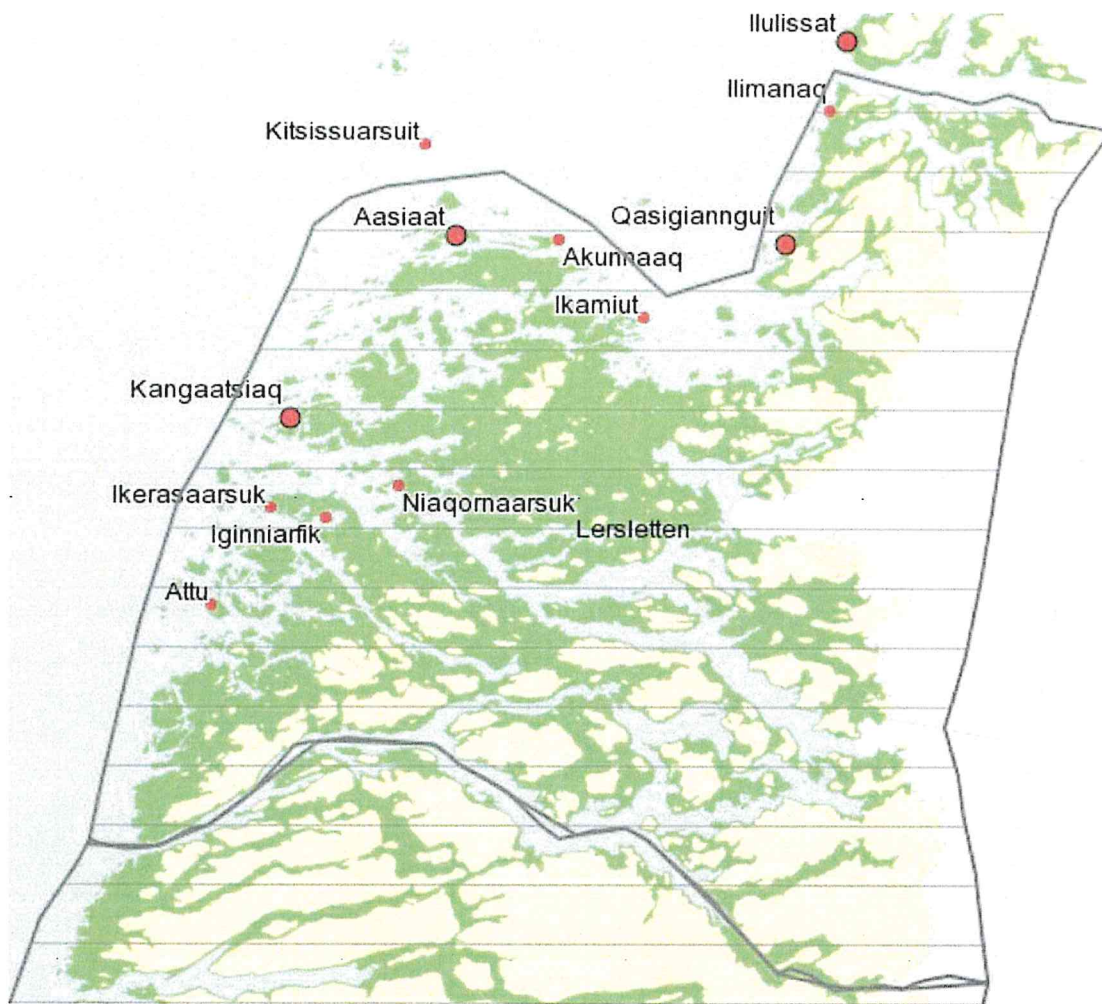 Ilulissat
Ilimanaq
Kitsissuarsuit
Aasiaat
Qasigiannguit
Akunnaaq
Ikamiut
Kangaatsiaq
Ikerasaarsuk
Niaqornaarsuk
Iginniarfik
Lersletten
Attu